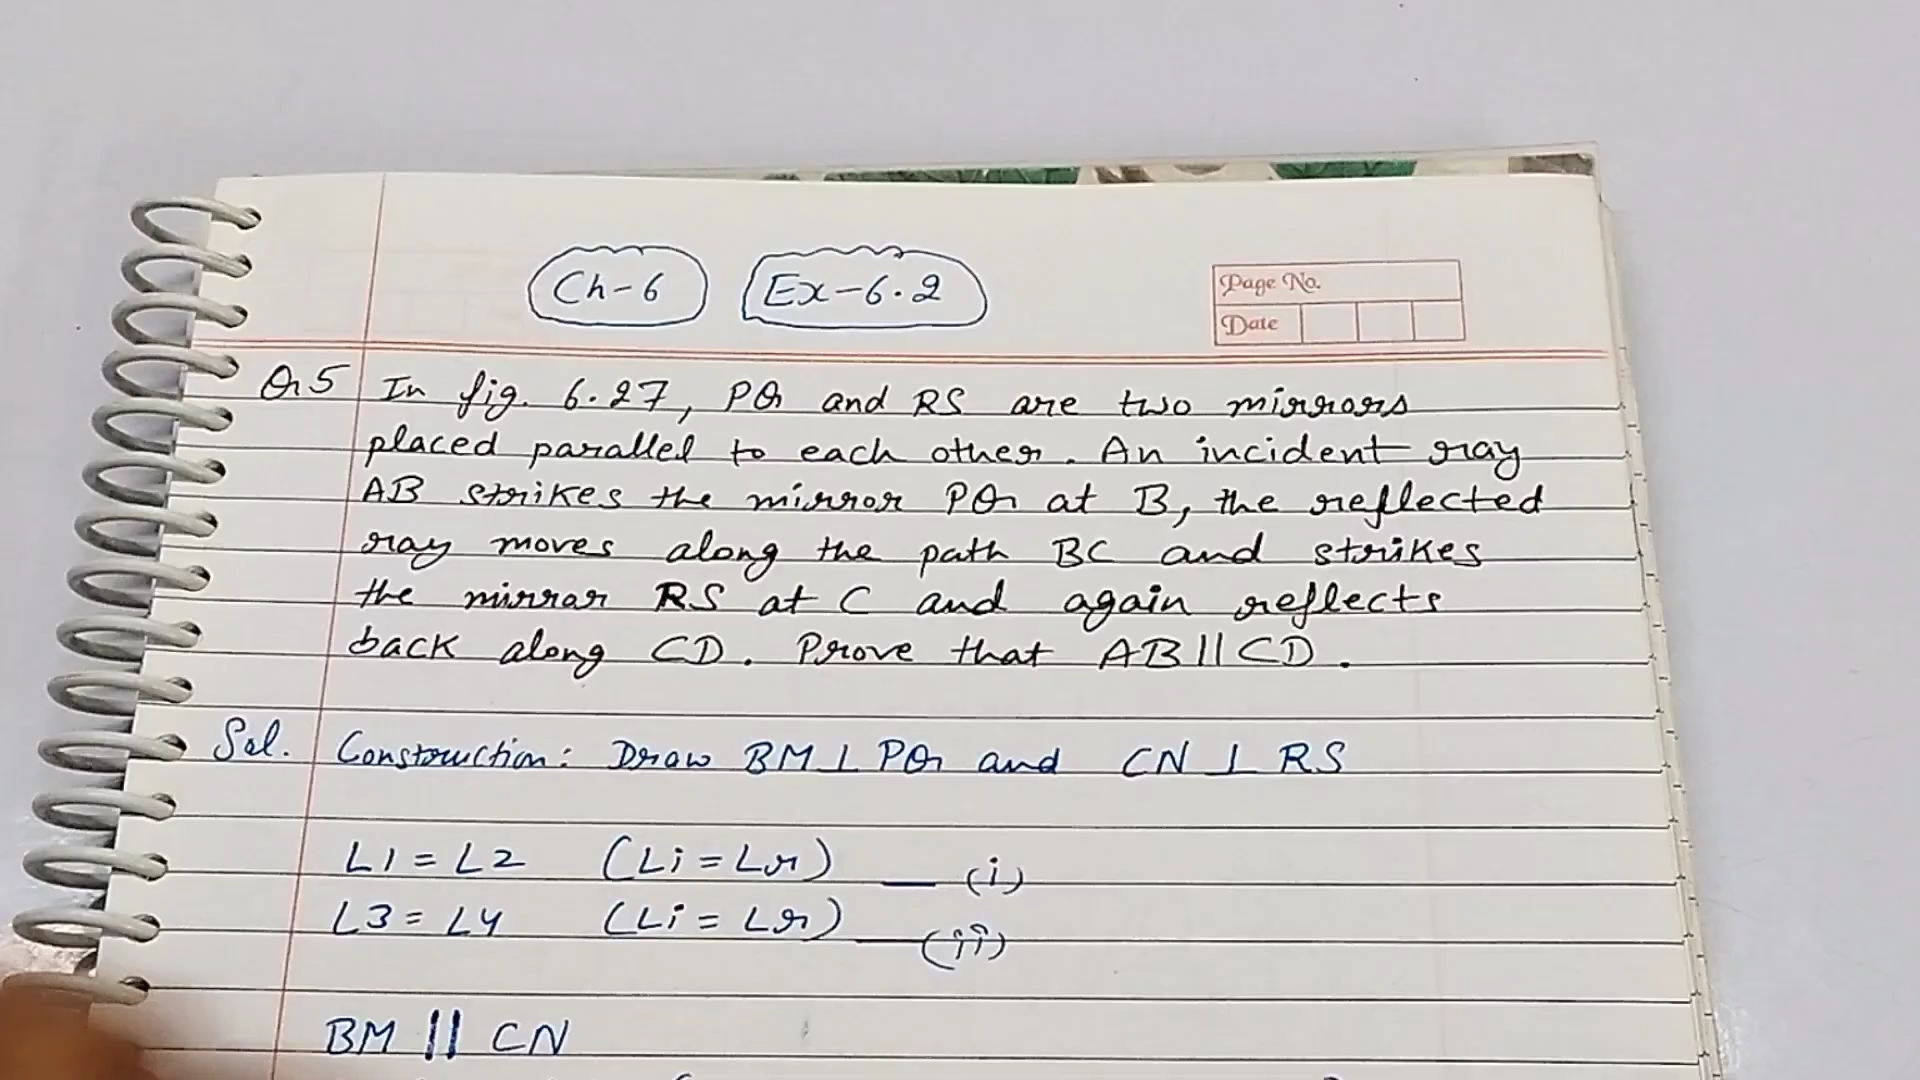 Ch-6 Ex-6.2
Page No.
Date
Q5 In fig. 6.27, PQ and RS are two mirrors
placed parallel to each other. An incident ray
AB strikes the mirror PQ at B, the reflected
ray moves along the path BC and strikes
the mirrar RS at C and again reflects
back along CD. Prove that AB || CD.
Sol. Construction: Draw BM ⊥ PQ and CN ⊥ RS
∠1 = ∠2 (∠i = ∠r) — (i)
∠3 = ∠4 (∠i = ∠r) — (ii)
BM || CN